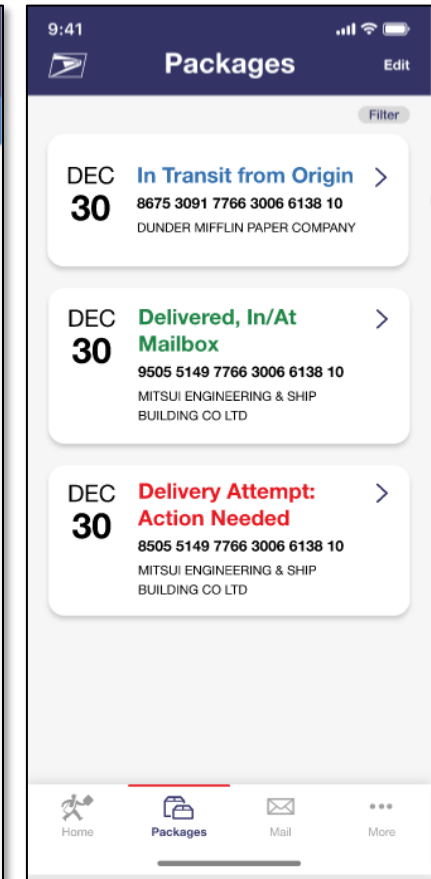 9:41
Packages
Edit
Filter
DEC
30
In Transit from Origin
8675 3091 7766 3006 6138 10
DUNDER MIFFLIN PAPER COMPANY
DEC
30
Delivered, In/At
Mailbox
9505 5149 7766 3006 6138 10
MITSUI ENGINEERING & SHIP
BUILDING CO LTD
DEC
30
Delivery Attempt:
Action Needed
8505 5149 7766 3006 6138 10
MITSUI ENGINEERING & SHIP
BUILDING CO LTD
Home
Packages
Mail
More